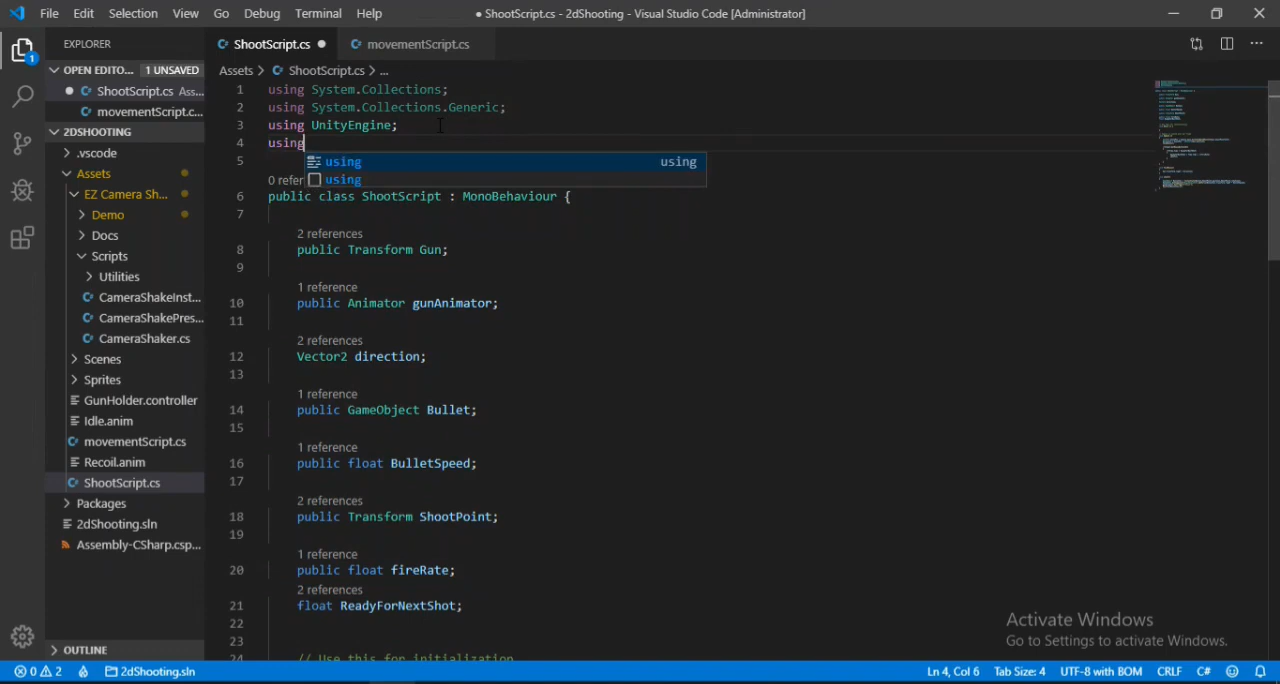 File Edit Selection View Go Debug Terminal Help
● ShootScript.cs - 2dShooting - Visual Studio Code [Administrator]
EXPLORER
OPEN EDITO... 1 UNSAVED
● ShootScript.cs Ass...
movementScript.c...
2DSHOOTING
.vscode
Assets
EZ Camera Sh...
Demo
Docs
Scripts
Utilities
CameraShakeInst...
CameraShakePres...
CameraShaker.cs
Scenes
Sprites
GunHolder.controller
Idle.anim
movementScript.cs
Recoil.anim
ShootScript.cs
Packages
2dShooting.sln
Assembly-CSharp.csp...
OUTLINE
1
ShootScript.cs ●
movementScript.cs
Assets > ShootScript.cs > ...
1 using System.Collections;
2 using System.Collections.Generic;
3 using UnityEngine;
4 using
using using
using
5
0 refer
6 public class ShootScript : MonoBehaviour {
7
2 references
8 public Transform Gun;
9
1 reference
10 public Animator gunAnimator;
11
2 references
12 Vector2 direction;
13
1 reference
14 public GameObject Bullet;
15
1 reference
16 public float BulletSpeed;
17
2 references
18 public Transform ShootPoint;
19
1 reference
20 public float fireRate;
2 references
21 float ReadyForNextShot;
22
23
24 // Use this for initialization
Activate Windows
Go to Settings to activate Windows.
0 2 2dShooting.sln
Ln 4, Col 6 Tab Size: 4 UTF-8 with BOM CRLF C#